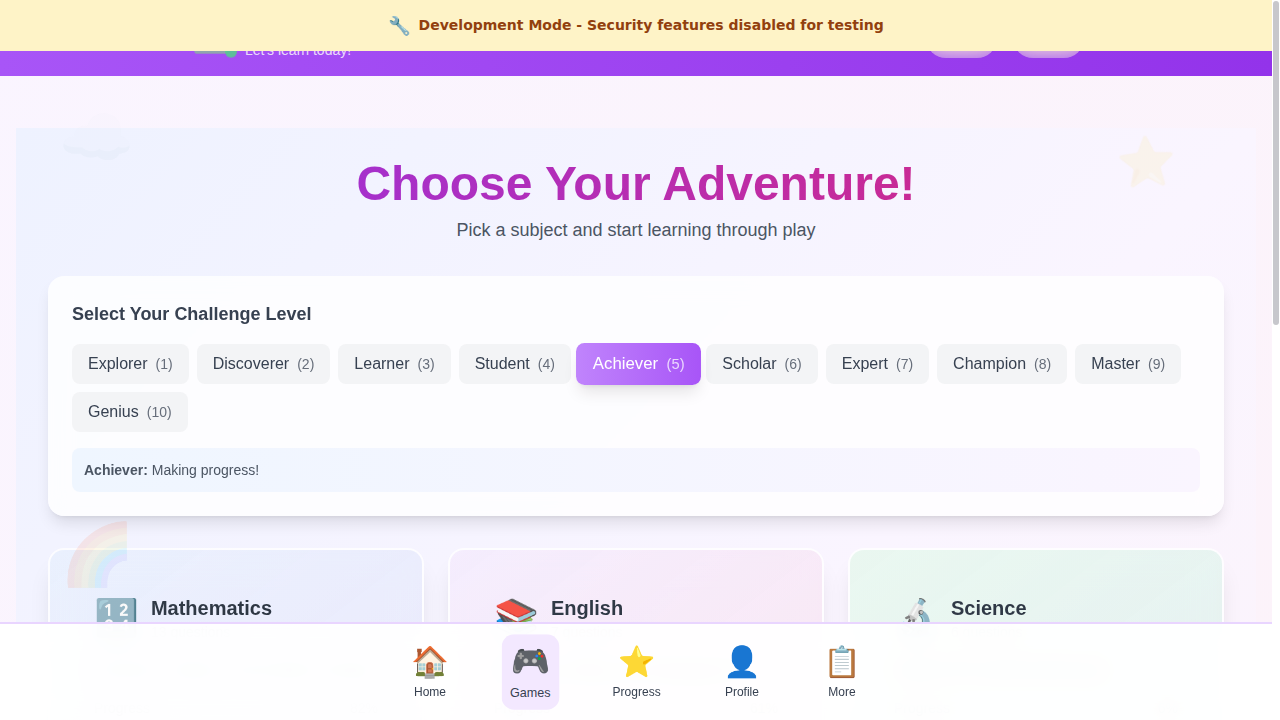 Development Mode - Security features disabled for testing
Let's learn today!
Choose Your Adventure!
Pick a subject and start learning through play
Select Your Challenge Level
Explorer (1) Discoverer (2) Learner (3) Student (4) Achiever (5) Scholar (6) Expert (7) Champion (8) Master (9)
Genius (10)
Achiever: Making progress!
Mathematics English Science
Home Games Progress Profile More